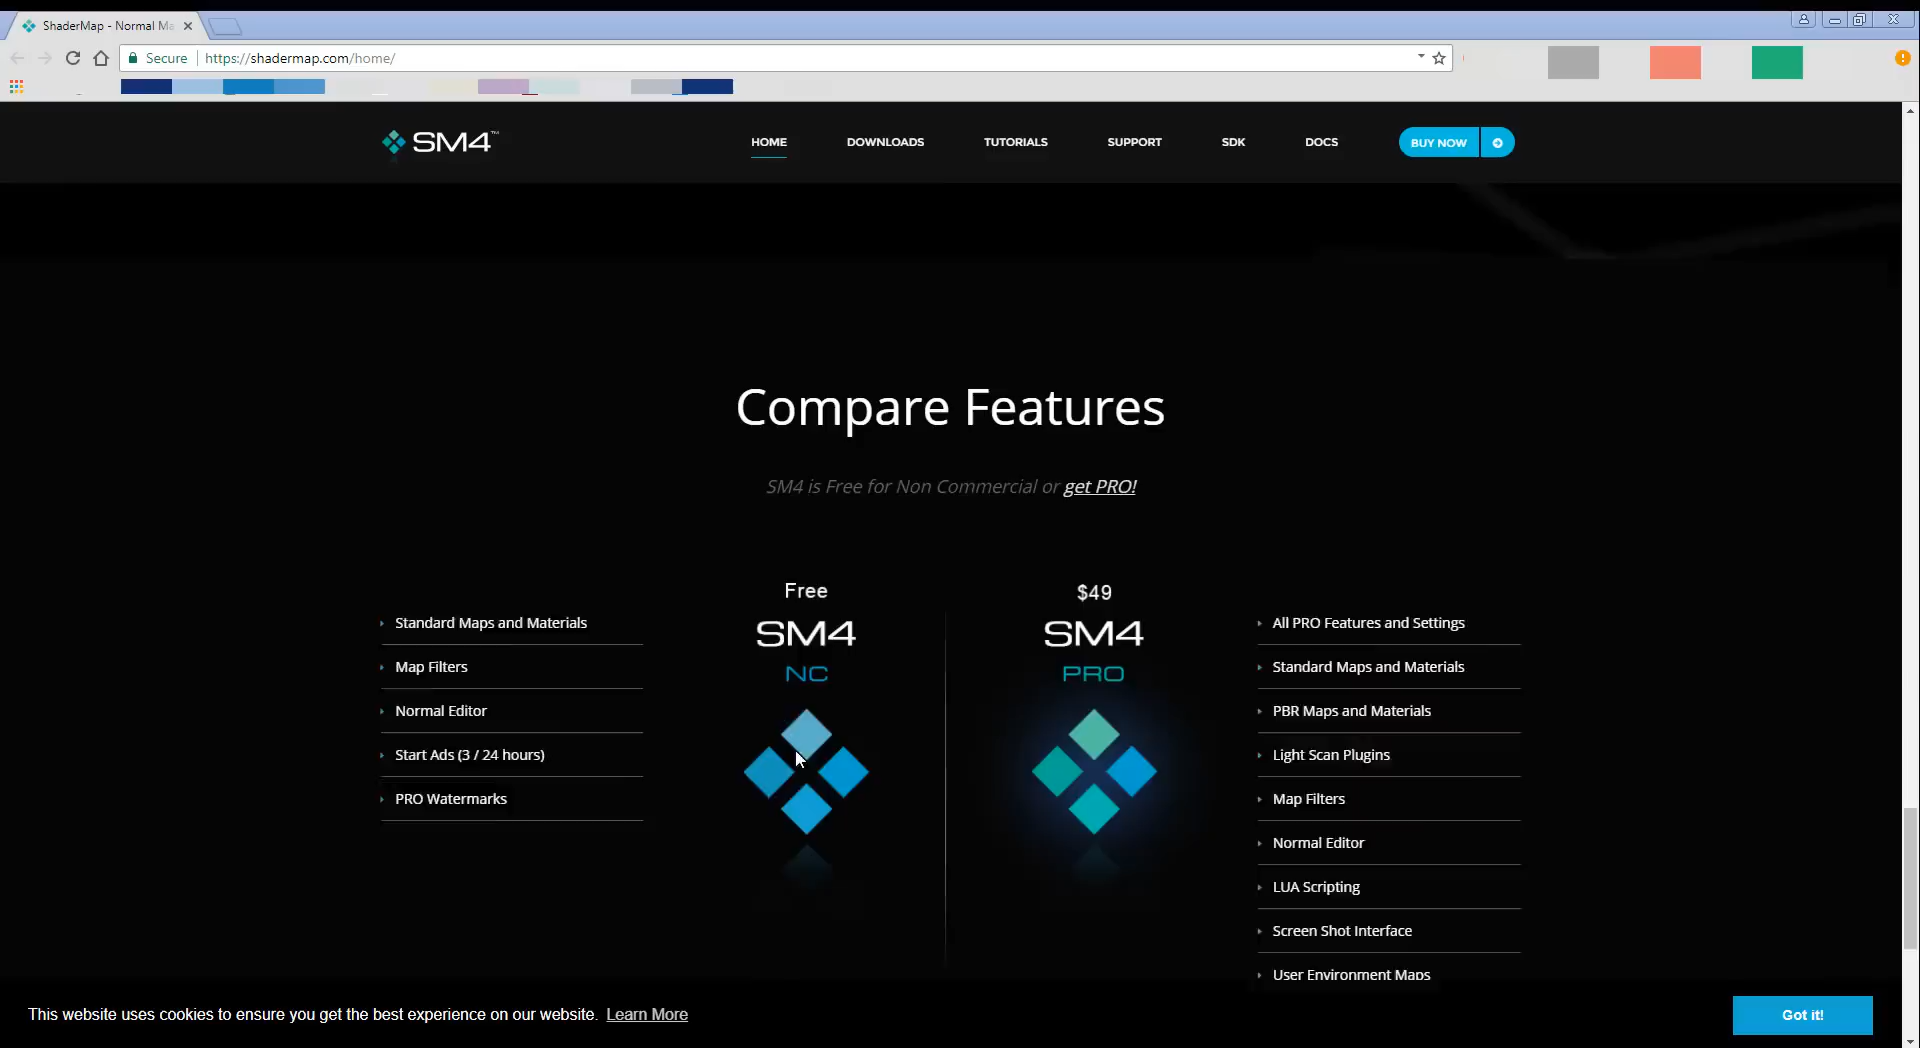 ShaderMap - Normal Ma
Secure
https://shadermap.com/home/
SM4™
HOME
DOWNLOADS
TUTORIALS
SUPPORT
SDK
DOCS
BUY NOW
Compare Features
SM4 is Free for Non Commercial or get PRO!
Free
SM4
NC
Standard Maps and Materials
Map Filters
Normal Editor
Start Ads (3 / 24 hours)
PRO Watermarks
$49
SM4
PRO
All PRO Features and Settings
Standard Maps and Materials
PBR Maps and Materials
Light Scan Plugins
Map Filters
Normal Editor
LUA Scripting
Screen Shot Interface
User Environment Maps
This website uses cookies to ensure you get the best experience on our website. Learn More
Got it!